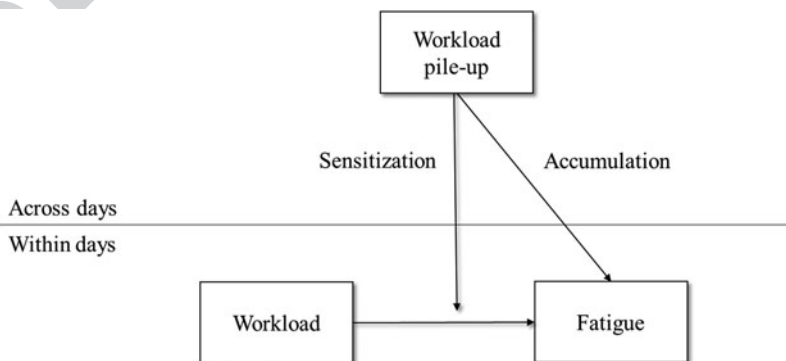 Workload
pile-up
Sensitization
Accumulation
Across days
Within days
Workload
Fatigue